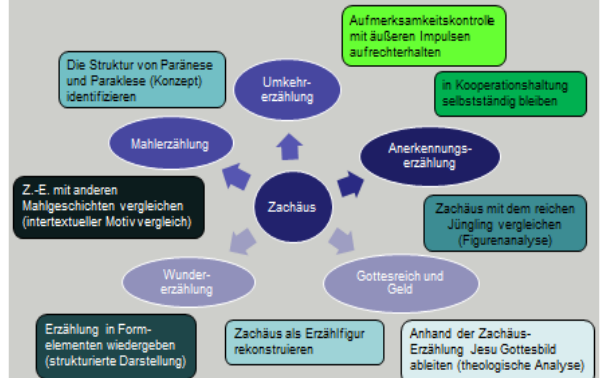 Aufmerksamkeitskontrolle
mit äußeren Impulsen
aufrechterhalten
Die Struktur von Paränese
und Paraklese (Konzept)
identifizieren
Umkehr-
erzählung
in Kooperationshaltung
selbstständig bleiben
Mahlerzählung
Anerkennungs-
erzählung
Z.-E. mit anderen
Mahlgeschichten vergleichen
(intertextueller Motivvergleich)
Zachäus
Zachäus mit dem reichen
Jüngling vergleichen
(Figurenanalyse)
Wunder-
erzählung
Gottesreich und
Geld
Erzählung in Form-
elementen wiedergeben
(strukturierte Darstellung)
Zachäus als Erzählfigur
rekonstruieren
Anhand der Zachäus-
Erzählung Jesu Gottesbild
ableiten (theologische Analyse)